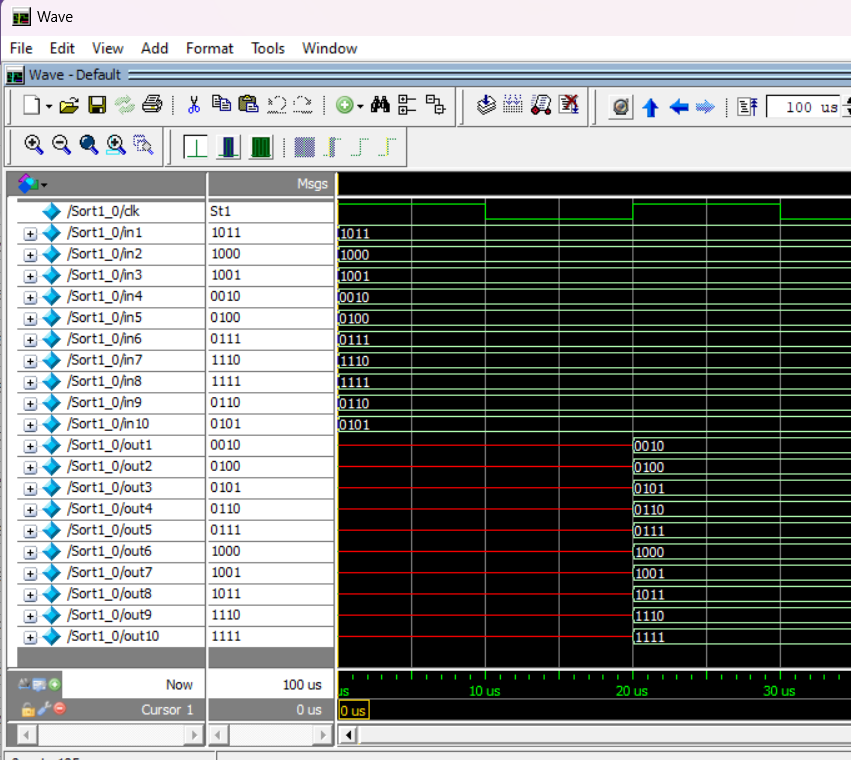 Wave
File Edit View Add Format Tools Window
Wave - Default
100 us
Msgs
/Sort1_0/clk St1
/Sort1_0/in1 1011 1011
/Sort1_0/in2 1000 1000
/Sort1_0/in3 1001 1001
/Sort1_0/in4 0010 0010
/Sort1_0/in5 0100 0100
/Sort1_0/in6 0111 0111
/Sort1_0/in7 1110 1110
/Sort1_0/in8 1111 1111
/Sort1_0/in9 0110 0110
/Sort1_0/in10 0101 0101
/Sort1_0/out1 0010 0010
/Sort1_0/out2 0100 0100
/Sort1_0/out3 0101 0101
/Sort1_0/out4 0110 0110
/Sort1_0/out5 0111 0111
/Sort1_0/out6 1000 1000
/Sort1_0/out7 1001 1001
/Sort1_0/out8 1011 1011
/Sort1_0/out9 1110 1110
/Sort1_0/out10 1111 1111
Now 100 us us 10 us 20 us 30 us
Cursor 1 0 us 0 us